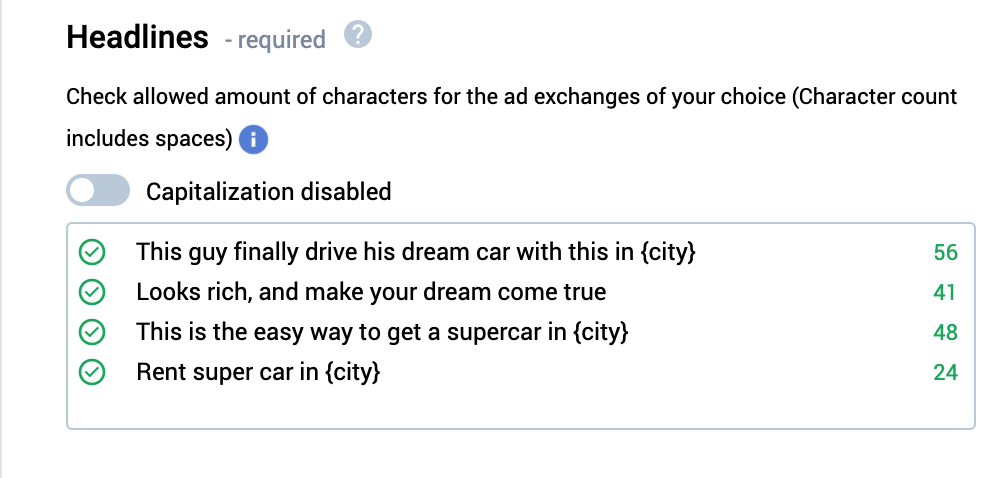 Headlines - required ?
Check allowed amount of characters for the ad exchanges of your choice (Character count
includes spaces) i
Capitalization disabled
This guy finally drive his dream car with this in {city} 56
Looks rich, and make your dream come true 41
This is the easy way to get a supercar in {city} 48
Rent super car in {city} 24